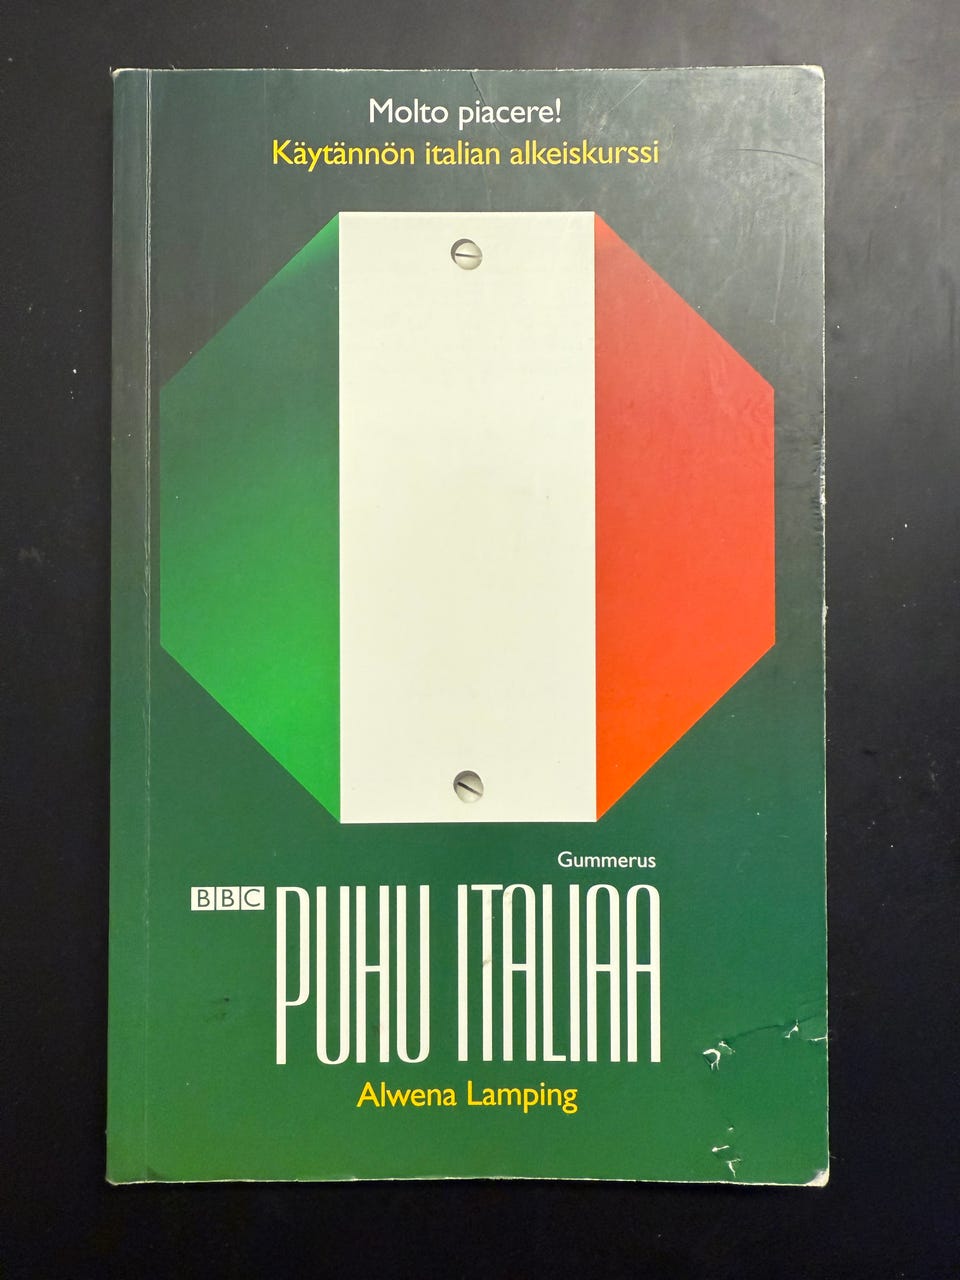 Molto piacere!
Käytännön italian alkeiskurssi
Gummerus
BBC PUHU ITALIAA
Alwena Lamping